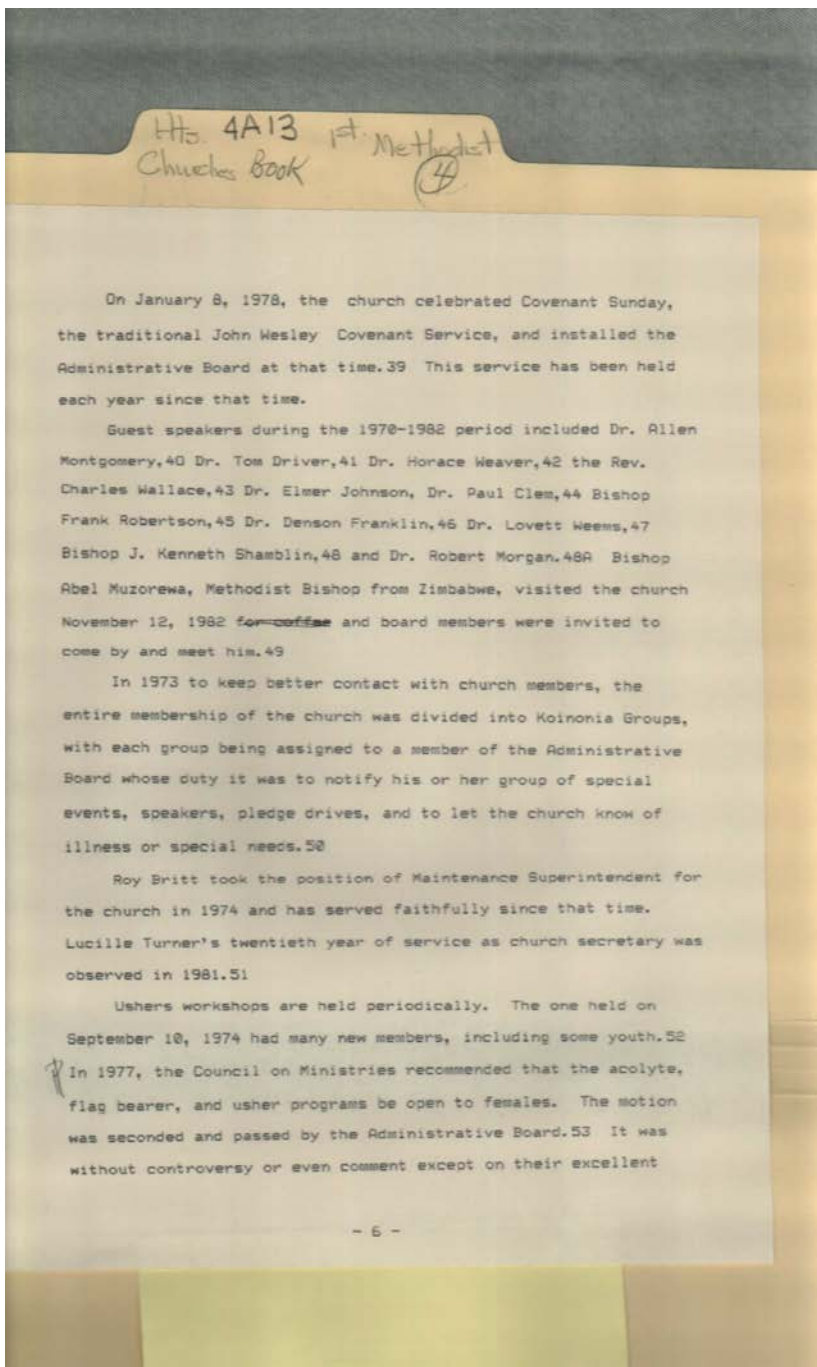 Hts. 4A13 1st. Methodist
Churches Book 4
On January 8, 1978, the church celebrated Covenant Sunday,
the traditional John Wesley Covenant Service, and installed the
Administrative Board at that time.39 This service has been held
each year since that time.
Guest speakers during the 1970-1982 period included Dr. Allen
Montgomery,40 Dr. Tom Driver,41 Dr. Horace Weaver,42 the Rev.
Charles Wallace,43 Dr. Elmer Johnson, Dr. Paul Clem,44 Bishop
Frank Robertson,45 Dr. Denson Franklin,46 Dr. Lovett Weems,47
Bishop J. Kenneth Shamblin,48 and Dr. Robert Morgan.48A Bishop
Abel Muzorewa, Methodist Bishop from Zimbabwe, visited the church
November 12, 1982 for coffee and board members were invited to
come by and meet him.49
In 1973 to keep better contact with church members, the
entire membership of the church was divided into Koinonia Groups,
with each group being assigned to a member of the Administrative
Board whose duty it was to notify his or her group of special
events, speakers, pledge drives, and to let the church know of
illness or special needs.50
Roy Britt took the position of Maintenance Superintendent for
the church in 1974 and has served faithfully since that time.
Lucille Turner's twentieth year of service as church secretary was
observed in 1981.51
Ushers workshops are held periodically. The one held on
September 10, 1974 had many new members, including some youth.52
¶ In 1977, the Council on Ministries recommended that the acolyte,
flag bearer, and usher programs be open to females. The motion
was seconded and passed by the Administrative Board.53 It was
without controversy or even comment except on their excellent
- 6 -